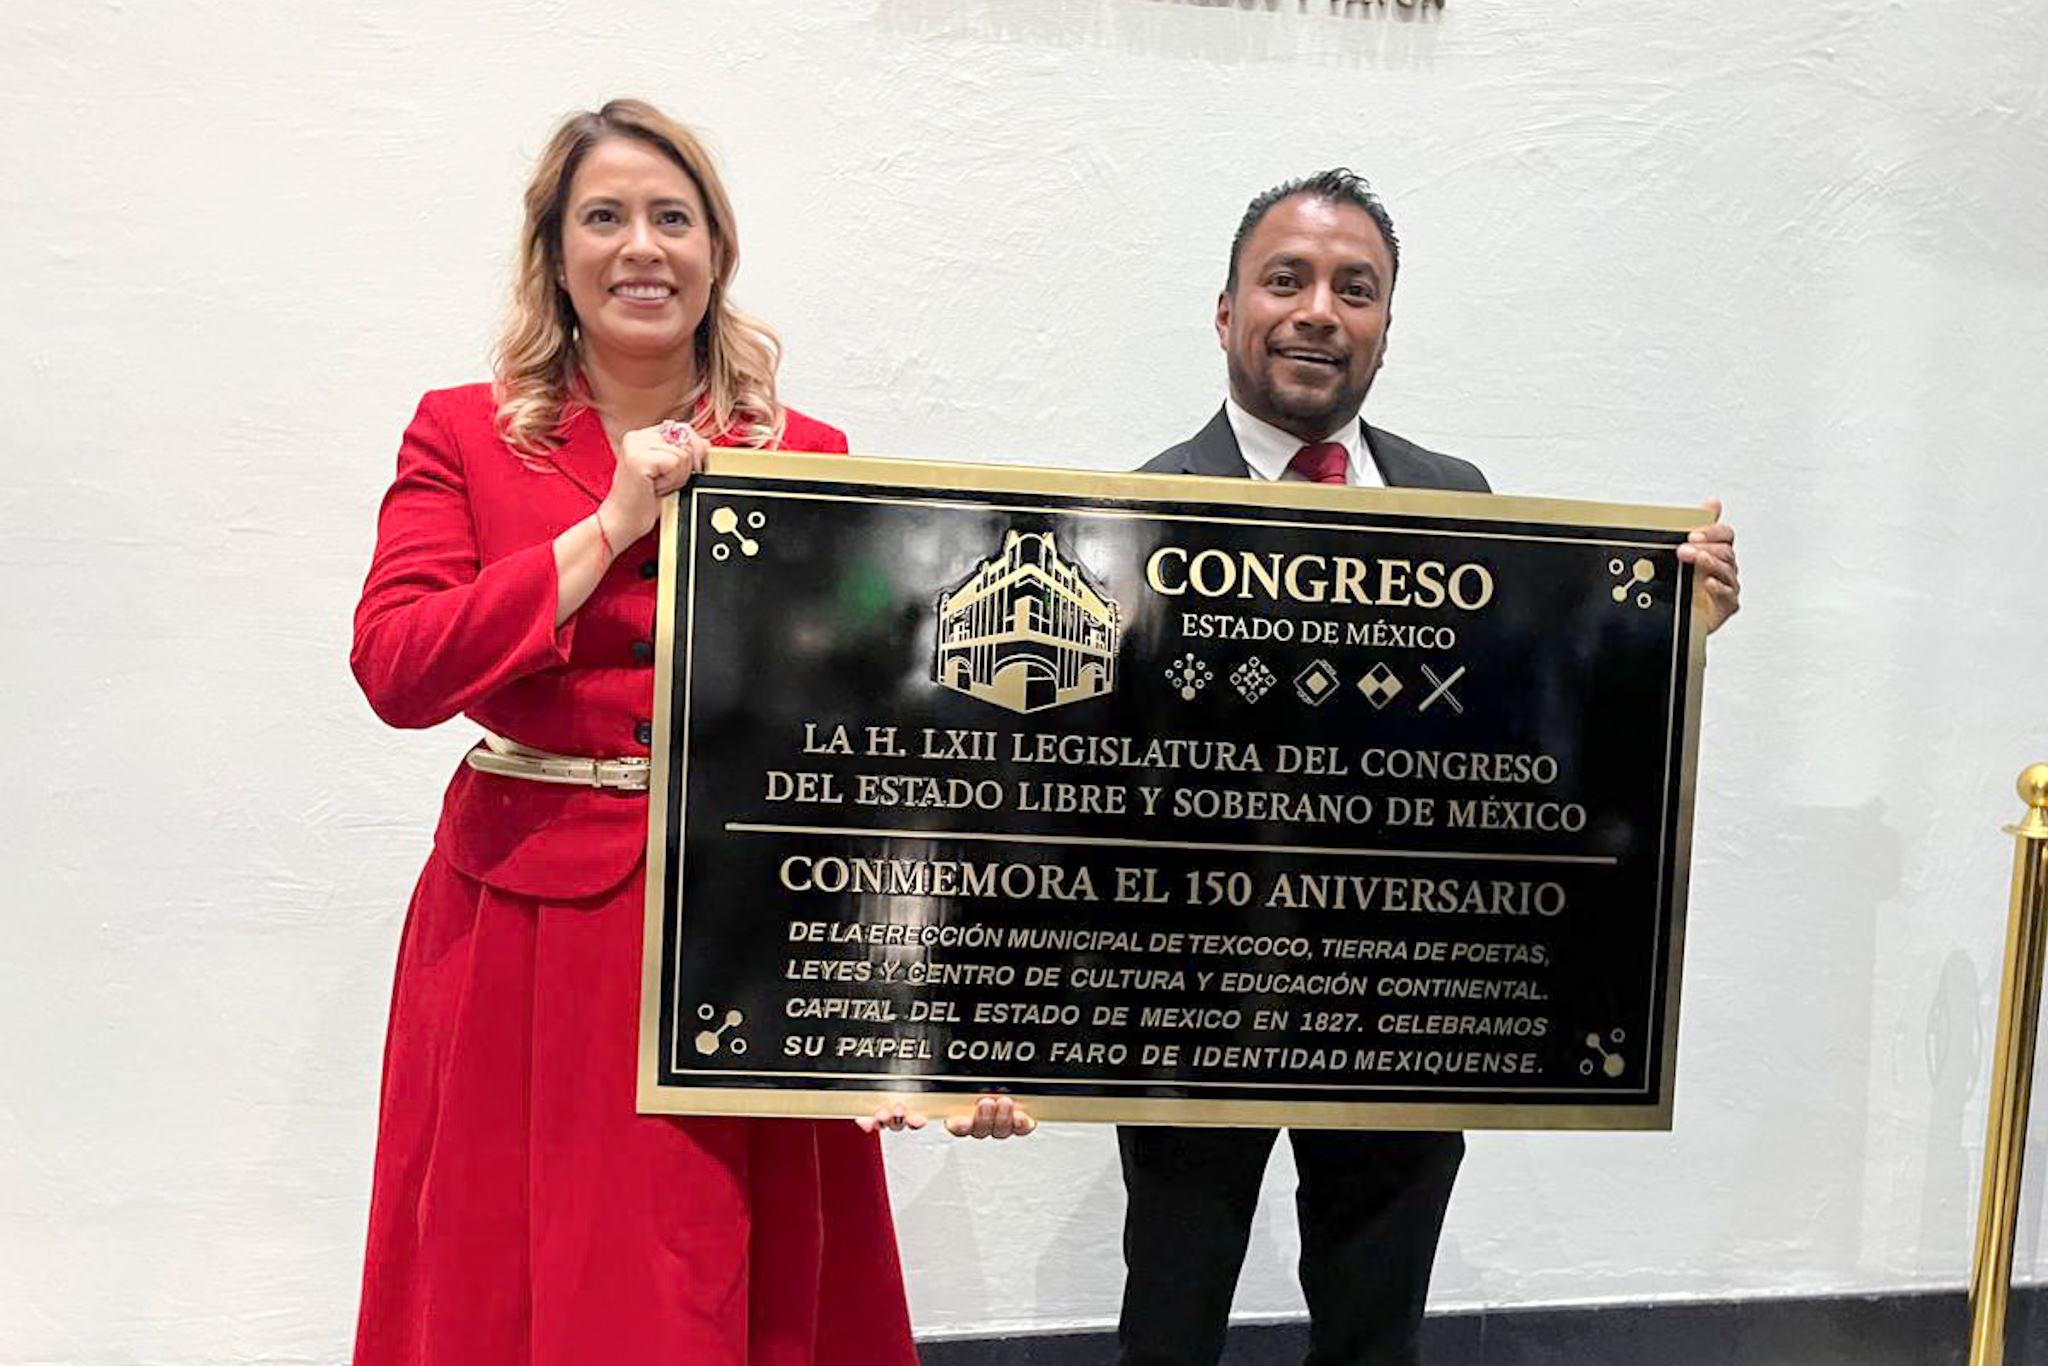 Y PAVÓN
CONGRESO
ESTADO DE MÉXICO
LA H. LXII LEGISLATURA DEL CONGRESO
DEL ESTADO LIBRE Y SOBERANO DE MÉXICO
CONMEMORA EL 150 ANIVERSARIO
DE LA ERECCIÓN MUNICIPAL DE TEXCOCO, TIERRA DE POETAS,
LEYES Y CENTRO DE CULTURA Y EDUCACIÓN CONTINENTAL.
CAPITAL DEL ESTADO DE MEXICO EN 1827. CELEBRAMOS
SU PAPEL COMO FARO DE IDENTIDAD MEXIQUENSE.